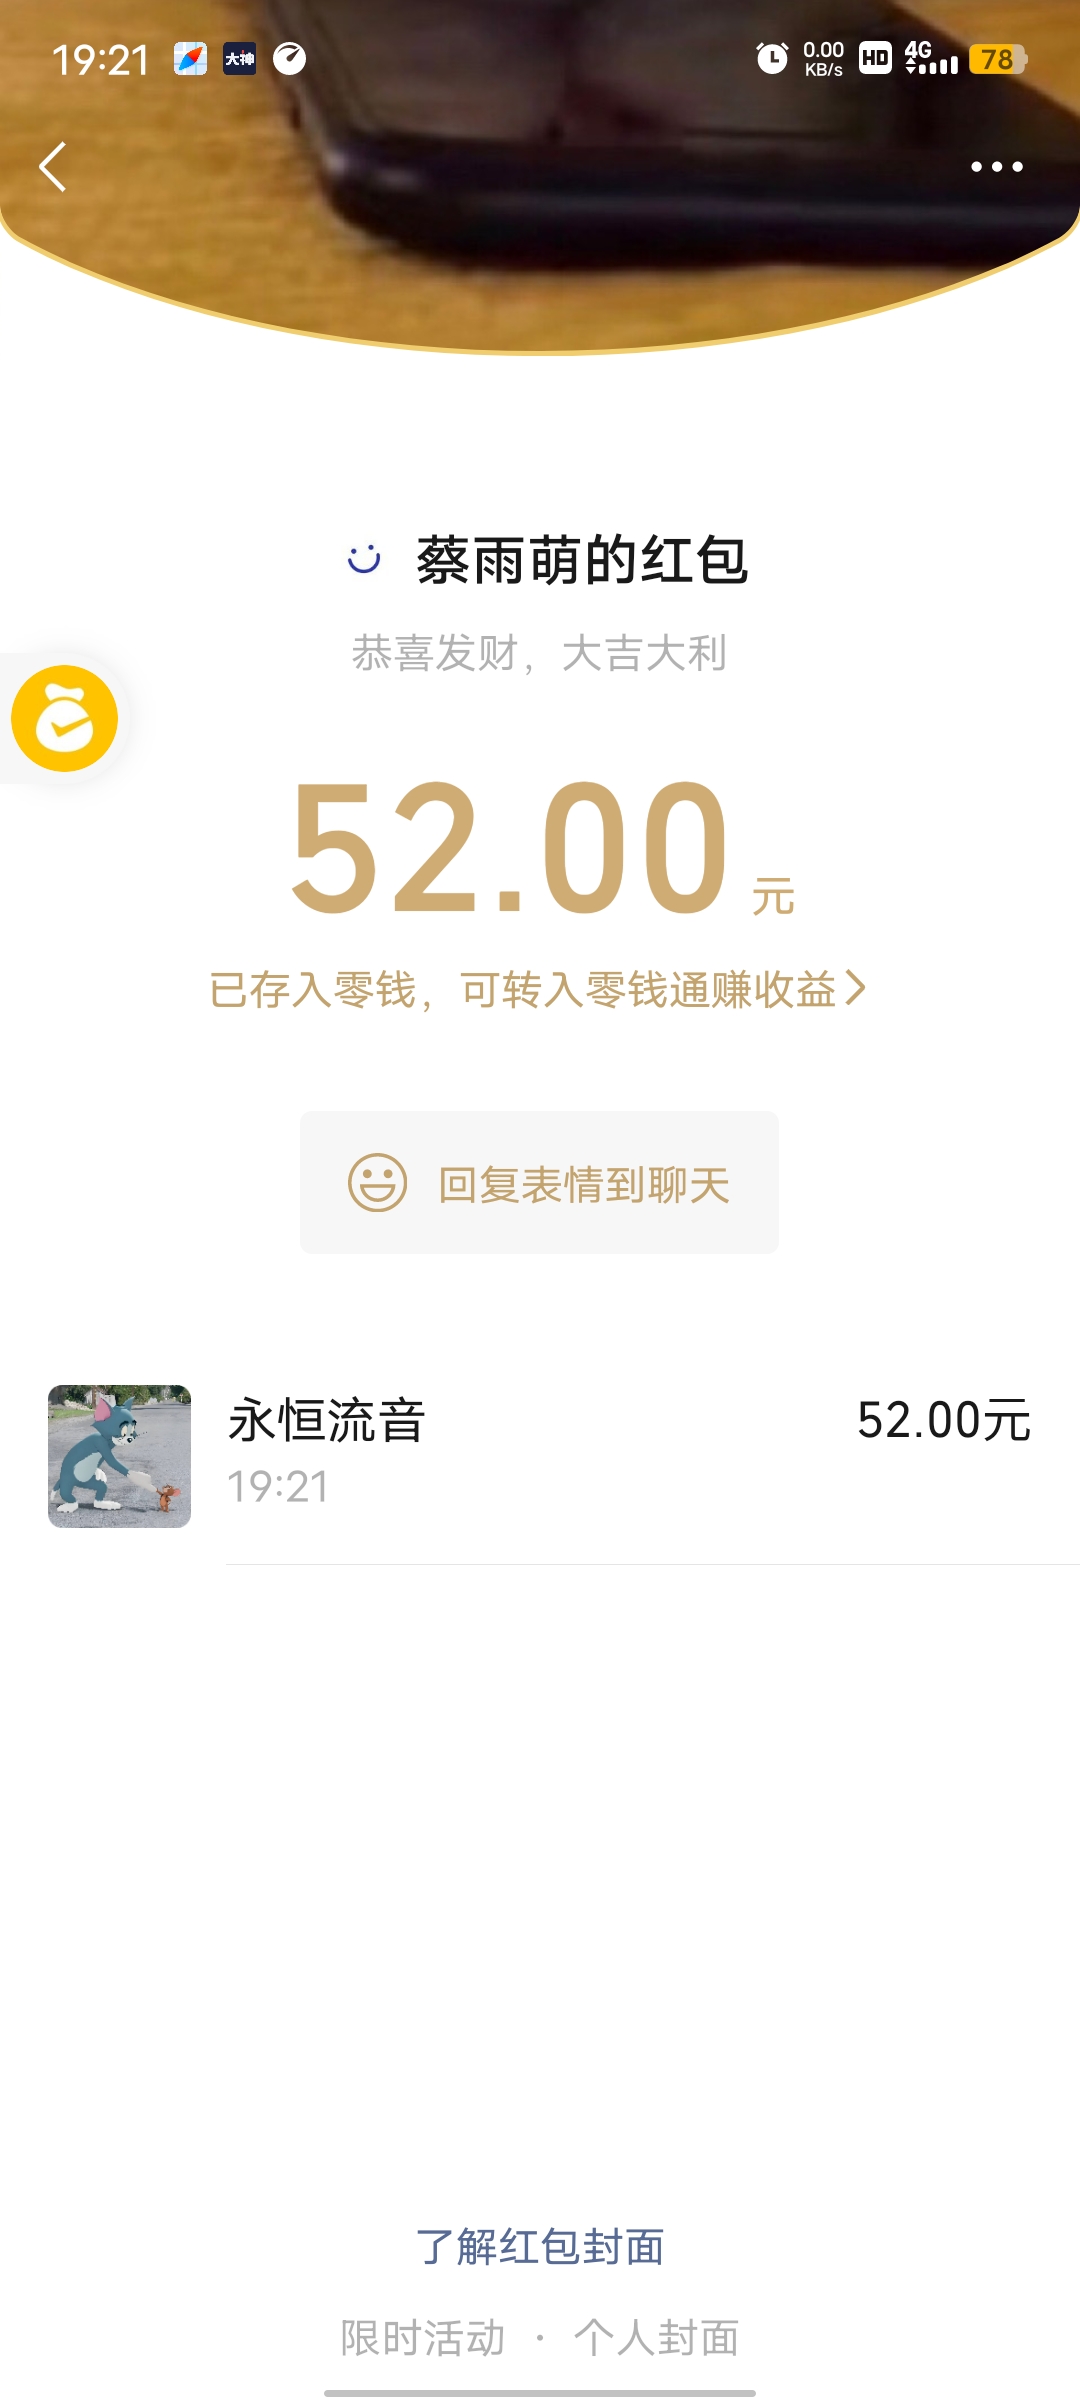 19:21 大神 0.00 KB/s HD 4G 78
蔡雨萌的红包
恭喜发财，大吉大利
52.00元
已存入零钱，可转入零钱通赚收益
回复表情到聊天
永恒流音 52.00元
19:21
了解红包封面
限时活动 · 个人封面